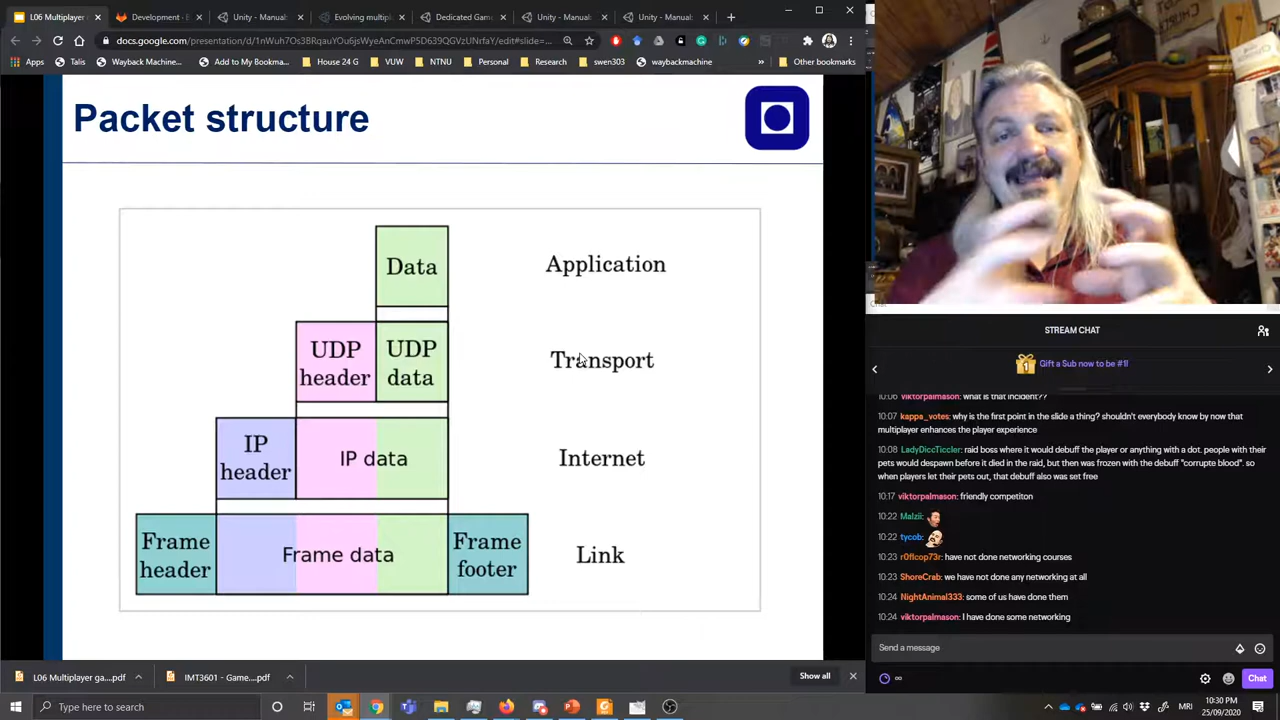 L06 Multiplayer
Editing multip
Dedicated Game
Unity - Manual
Unity - Manual
Unity - Manual
docs.google.com/presentation/d/1nWuh7Os3BRqauYOu6jsWyeAnCmwP5D639QGVzUNrfaY/edit#slide=...
Apps
Talis
Wayback Machine...
Add to My Bookma...
House 24 G
VUW
NTNU
Personal
Research
swen303
waybackmachine
Other bookmarks
Packet structure
Data
Application
UDP
header
UDP
data
Transport
IP
header
IP data
Internet
Frame
header
Frame data
Frame
footer
Link
STREAM CHAT
1
Gift a Sub now to be #1!
10:06 viktorpalmason: what is that incident??
10:07 kappa_votes: why is the first point in the slide a thing? shouldn't everybody know by now that
multiplayer enhances the player experience
10:08 LadyDiccTiccler: raid boss where it would debuff the player or anything with a dot. people with their
pets would despawn before it died in the raid, but then was frozen with the debuff "corrupte blood". so
when players let their pets out, that debuff also was set free
10:17 viktorpalmason: friendly competiton
10:22 Malzii:
10:22 tycob:
10:23 r0flcop73r: have not done networking courses
10:23 ShoreCrab: we have not done any networking at all
10:24 NightAnimal333: some of us have done them
10:24 viktorpalmason: I have done some networking
Send a message
Chat
L06 Multiplayer ga....pdf
IMT3601 - Game....pdf
Show all
Type here to search
MRI
10:30 PM
25/09/2020